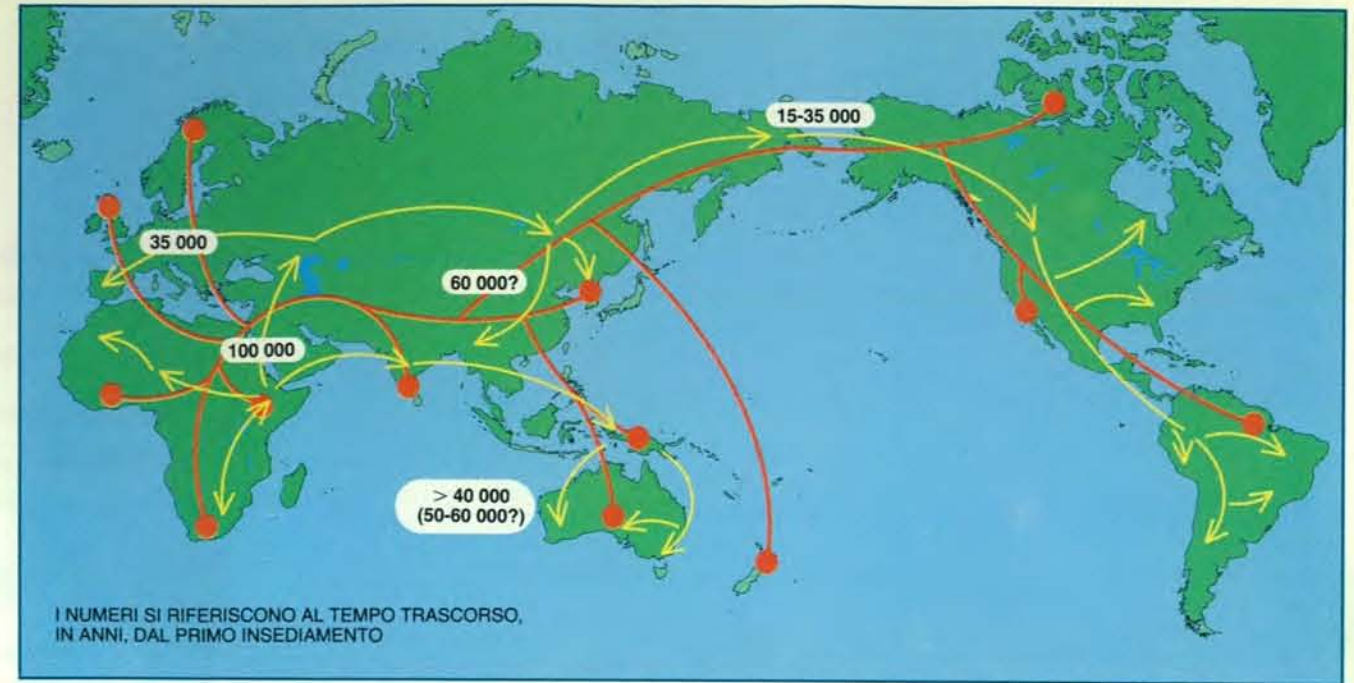 15-35 000
35 000
60 000?
100 000
> 40 000
(50-60 000?)
I NUMERI SI RIFERISCONO AL TEMPO TRASCORSO,
IN ANNI, DAL PRIMO INSEDIAMENTO